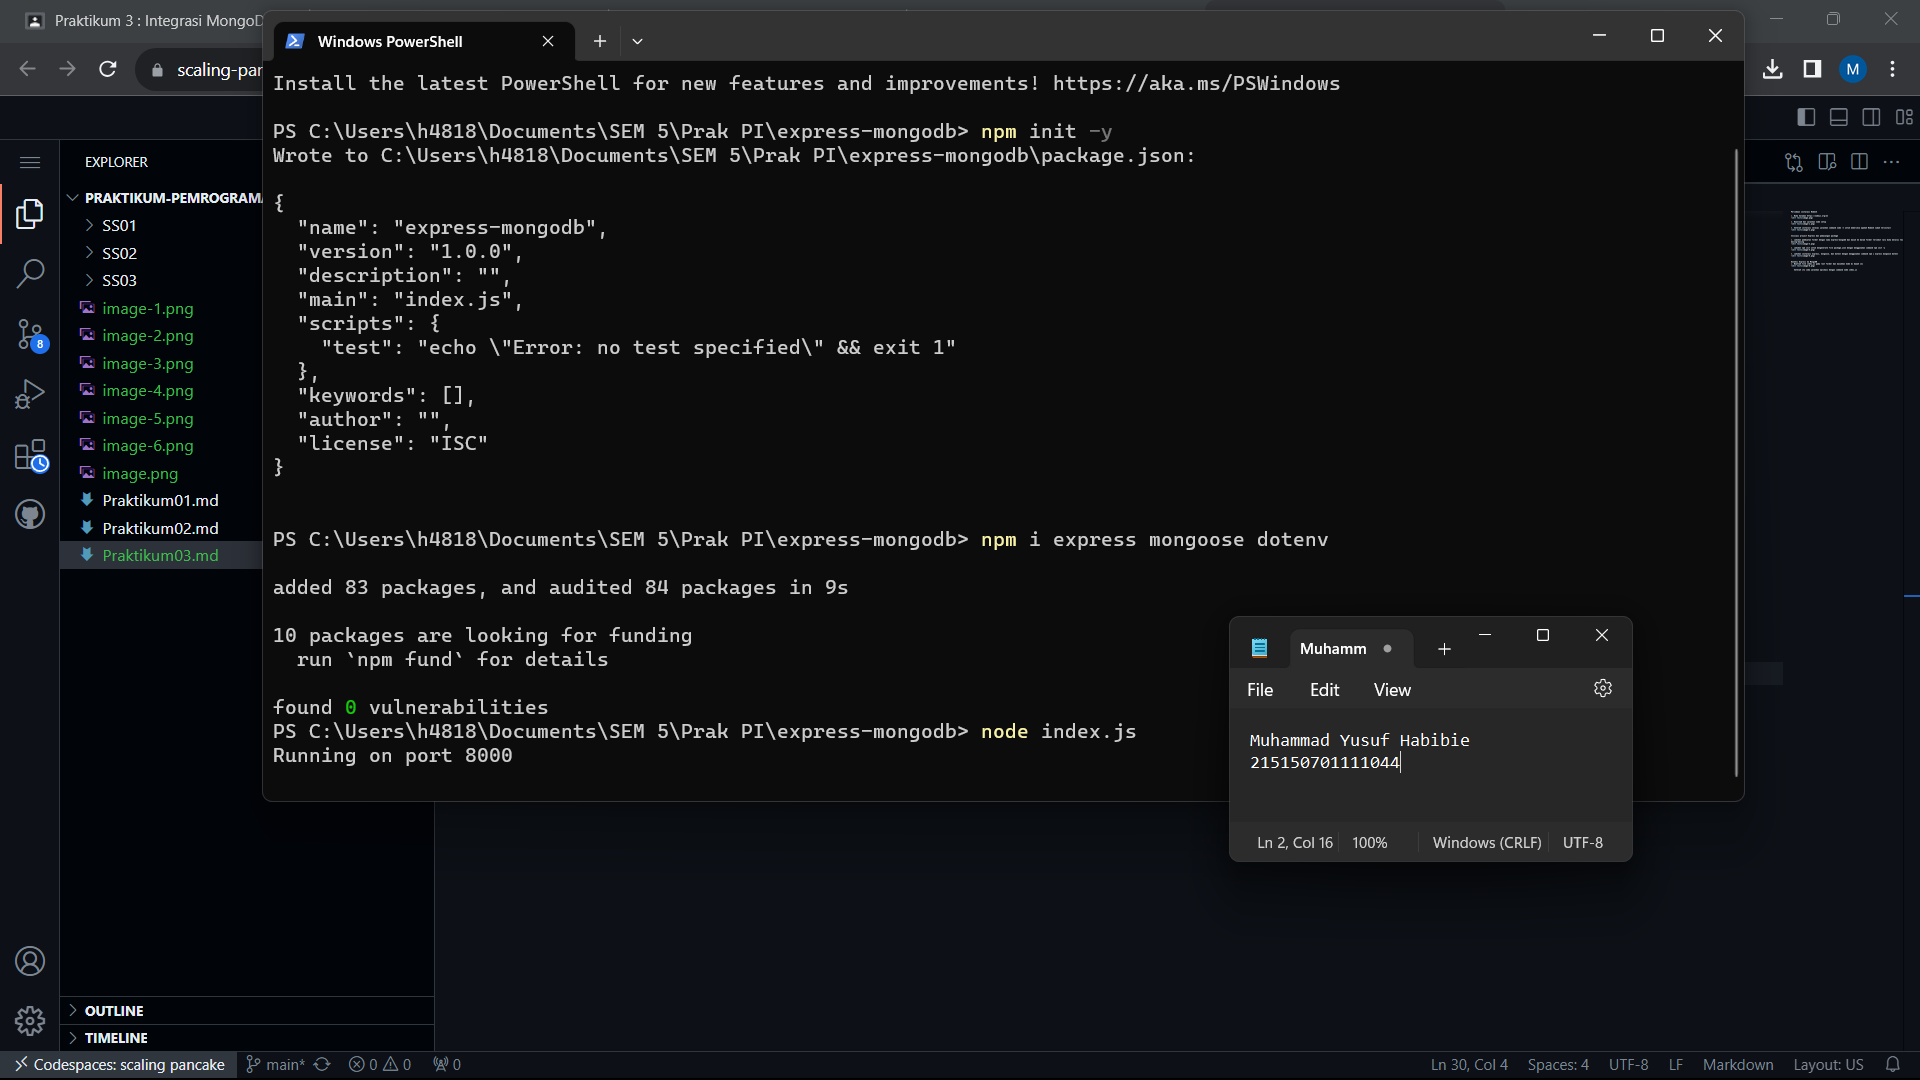 Praktikum 3 : Integrasi MongoD
Windows PowerShell
scaling-par
M
Install the latest PowerShell for new features and improvements! https://aka.ms/PSWindows
PS C:\Users\h4818\Documents\SEM 5\Prak PI\express-mongodb> npm init -y
Wrote to C:\Users\h4818\Documents\SEM 5\Prak PI\express-mongodb\package.json:
{
"name": "express-mongodb",
"version": "1.0.0",
"description": "",
"main": "index.js",
"scripts": {
"test": "echo \"Error: no test specified\" && exit 1"
},
"keywords": [],
"author": "",
"license": "ISC"
}
PS C:\Users\h4818\Documents\SEM 5\Prak PI\express-mongodb> npm i express mongoose dotenv
added 83 packages, and audited 84 packages in 9s
10 packages are looking for funding
run `npm fund` for details
found 0 vulnerabilities
PS C:\Users\h4818\Documents\SEM 5\Prak PI\express-mongodb> node index.js
Running on port 8000
EXPLORER
PRAKTIKUM-PEMROGRAMA
SS01
SS02
SS03
image-1.png
image-2.png
image-3.png
image-4.png
image-5.png
image-6.png
image.png
Praktikum01.md
Praktikum02.md
Praktikum03.md
8
OUTLINE
TIMELINE
Muhamm
File Edit View
Muhammad Yusuf Habibie
215150701111044
Ln 2, Col 16 100% Windows (CRLF) UTF-8
Codespaces: scaling pancake main* 0 0 0 Ln 30, Col 4 Spaces: 4 UTF-8 LF Markdown Layout: US